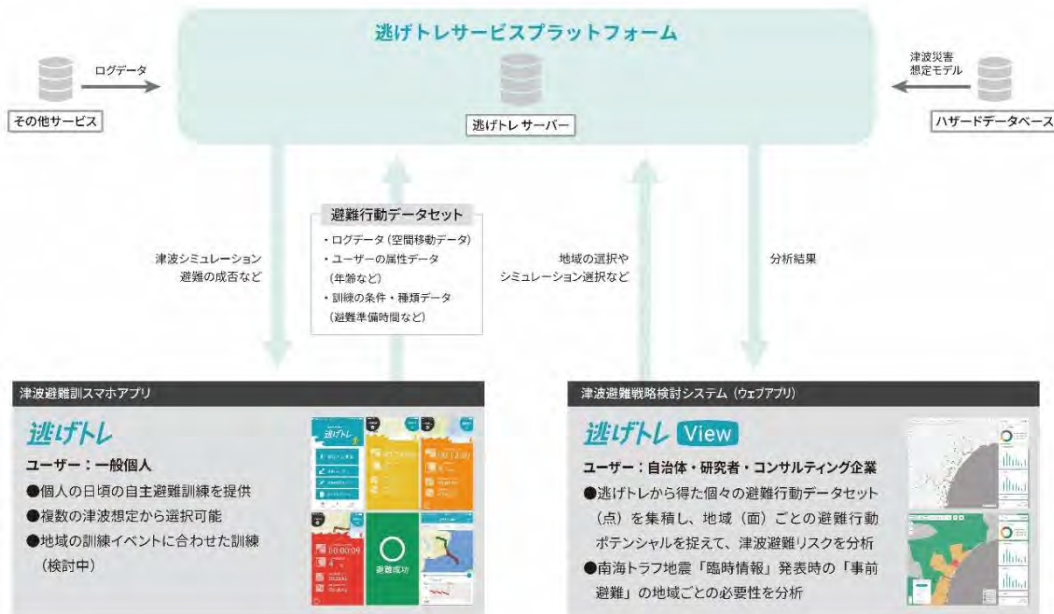 逃げトレサービスプラットフォーム
ログデータ
その他サービス
逃げトレ サーバー
津波災害
想定モデル
ハザードデータベース
津波シミュレーション
避難の成否など
避難行動データセット
・ログデータ（空間移動データ）
・ユーザーの属性データ
（年齢など）
・訓練の条件・種類データ
（避難準備時間など）
地域の選択や
シミュレーション選択など
分析結果
津波避難訓スマホアプリ
逃げトレ
ユーザー：一般個人
●個人の日頃の自主避難訓練を提供
●複数の津波想定から選択可能
●地域の訓練イベントに合わせた訓練
（検討中）
逃げトレ
00:00:09
避難成功
津波避難戦略検討システム（ウェブアプリ）
逃げトレ View
ユーザー：自治体・研究者・コンサルティング企業
●逃げトレから得た個々の避難行動データセット
（点）を集積し、地域（面）ごとの避難行動
ポテンシャルを捉えて、津波避難リスクを分析
●南海トラフ地震「臨時情報」発表時の「事前
避難」の地域ごとの必要性を分析